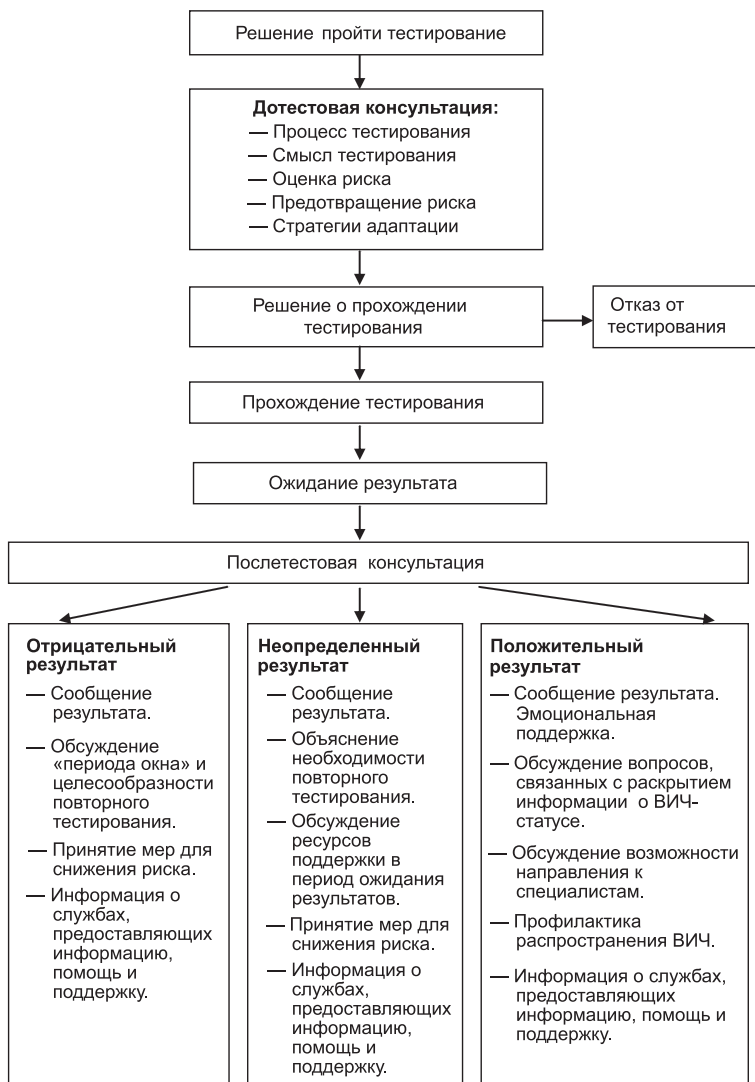 Решение пройти тестирование
Дотестовая консультация:
— Процесс тестирования
— Смысл тестирования
— Оценка риска
— Предотвращение риска
— Стратегии адаптации
Решение о прохождении
тестирования
Отказ от
тестирования
Прохождение тестирования
Ожидание результата
Послетестовая консультация
Отрицательный
результат
— Сообщение
результата.
— Обсуждение
«периода окна» и
целесообразности
повторного
тестирования.
— Принятие мер для
снижения риска.
— Информация о
службах,
предоставляющих
информацию,
помощь и
поддержку.
Неопределенный
результат
— Сообщение
результата.
— Объяснение
необходимости
повторного
тестирования.
— Обсуждение
ресурсов
поддержки в
период ожидания
результатов.
— Принятие мер для
снижения риска.
— Информация о
службах,
предоставляющих
информацию,
помощь и
поддержку.
Положительный
результат
— Сообщение результата.
Эмоциональная
поддержка.
— Обсуждение вопросов,
связанных с раскрытием
информации о ВИЧ-
статусе.
— Обсуждение возможности
направления к
специалистам.
— Профилактика
распространения ВИЧ.
— Информация о службах,
предоставляющих
информацию, помощь и
поддержку.